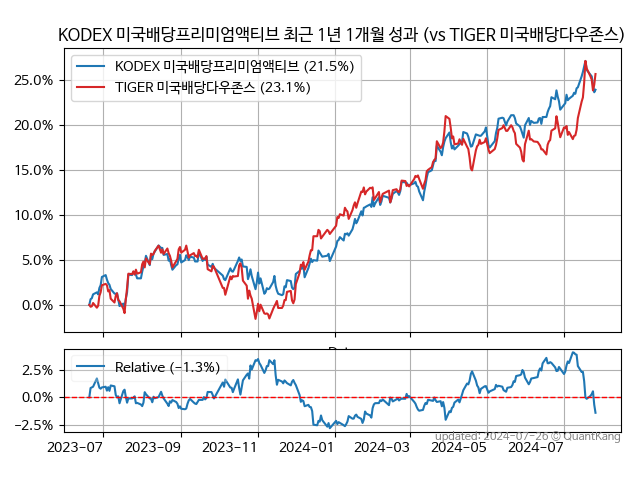 KODEX 미국배당프리미엄액티브 최근 1년 1개월 성과 (vs TIGER 미국배당다우존스)
KODEX 미국배당프리미엄액티브 (21.5%)
TIGER 미국배당다우존스 (23.1%)
25.0%
20.0%
15.0%
10.0%
5.0%
0.0%
Relative (−1.3%)
2.5%
0.0%
−2.5%
updated: 2024-07-26 © QuantKang
2023-07 2023-09 2023-11 2024-01 2024-03 2024-05 2024-07